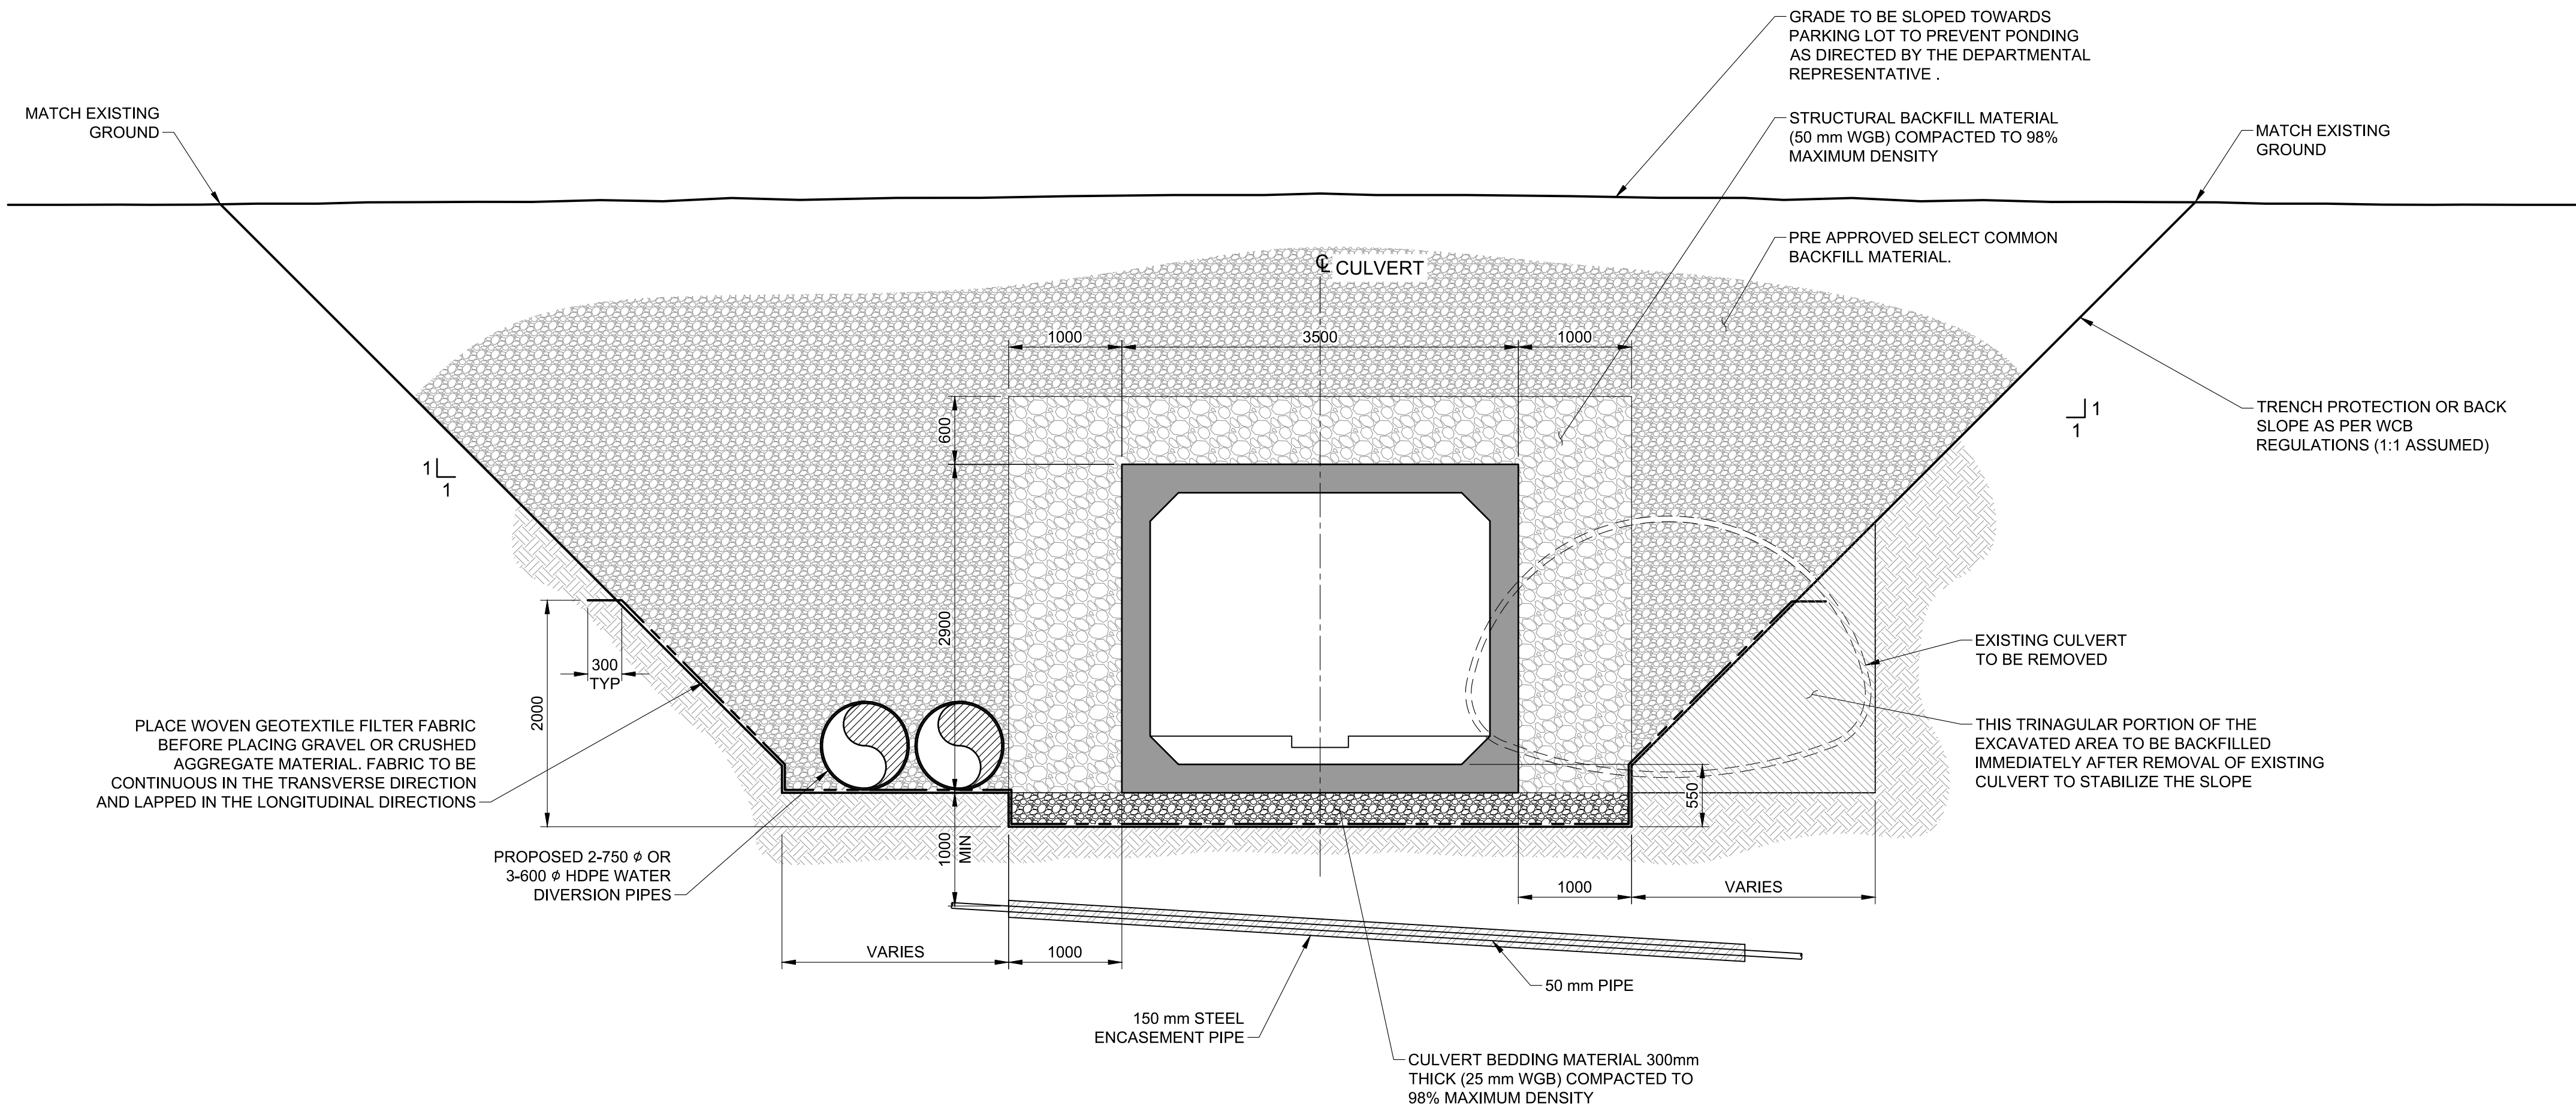 GRADE TO BE SLOPED TOWARDS
PARKING LOT TO PREVENT PONDING
AS DIRECTED BY THE DEPARTMENTAL
REPRESENTATIVE .
MATCH EXISTING
GROUND
STRUCTURAL BACKFILL MATERIAL
(50 mm WGB) COMPACTED TO 98%
MAXIMUM DENSITY
MATCH EXISTING
GROUND
PRE APPROVED SELECT COMMON
BACKFILL MATERIAL.
℄ CULVERT
1000
3500
1000
600
1
1
TRENCH PROTECTION OR BACK
SLOPE AS PER WCB
REGULATIONS (1:1 ASSUMED)
1
1
2900
EXISTING CULVERT
TO BE REMOVED
300
TYP
2000
PLACE WOVEN GEOTEXTILE FILTER FABRIC
BEFORE PLACING GRAVEL OR CRUSHED
AGGREGATE MATERIAL. FABRIC TO BE
CONTINUOUS IN THE TRANSVERSE DIRECTION
AND LAPPED IN THE LONGITUDINAL DIRECTIONS
THIS TRINAGULAR PORTION OF THE
EXCAVATED AREA TO BE BACKFILLED
IMMEDIATELY AFTER REMOVAL OF EXISTING
CULVERT TO STABILIZE THE SLOPE
550
1000
MIN
PROPOSED 2-750 ⌀ OR
3-600 ⌀ HDPE WATER
DIVERSION PIPES
1000
VARIES
VARIES
1000
50 mm PIPE
150 mm STEEL
ENCASEMENT PIPE
CULVERT BEDDING MATERIAL 300mm
THICK (25 mm WGB) COMPACTED TO
98% MAXIMUM DENSITY